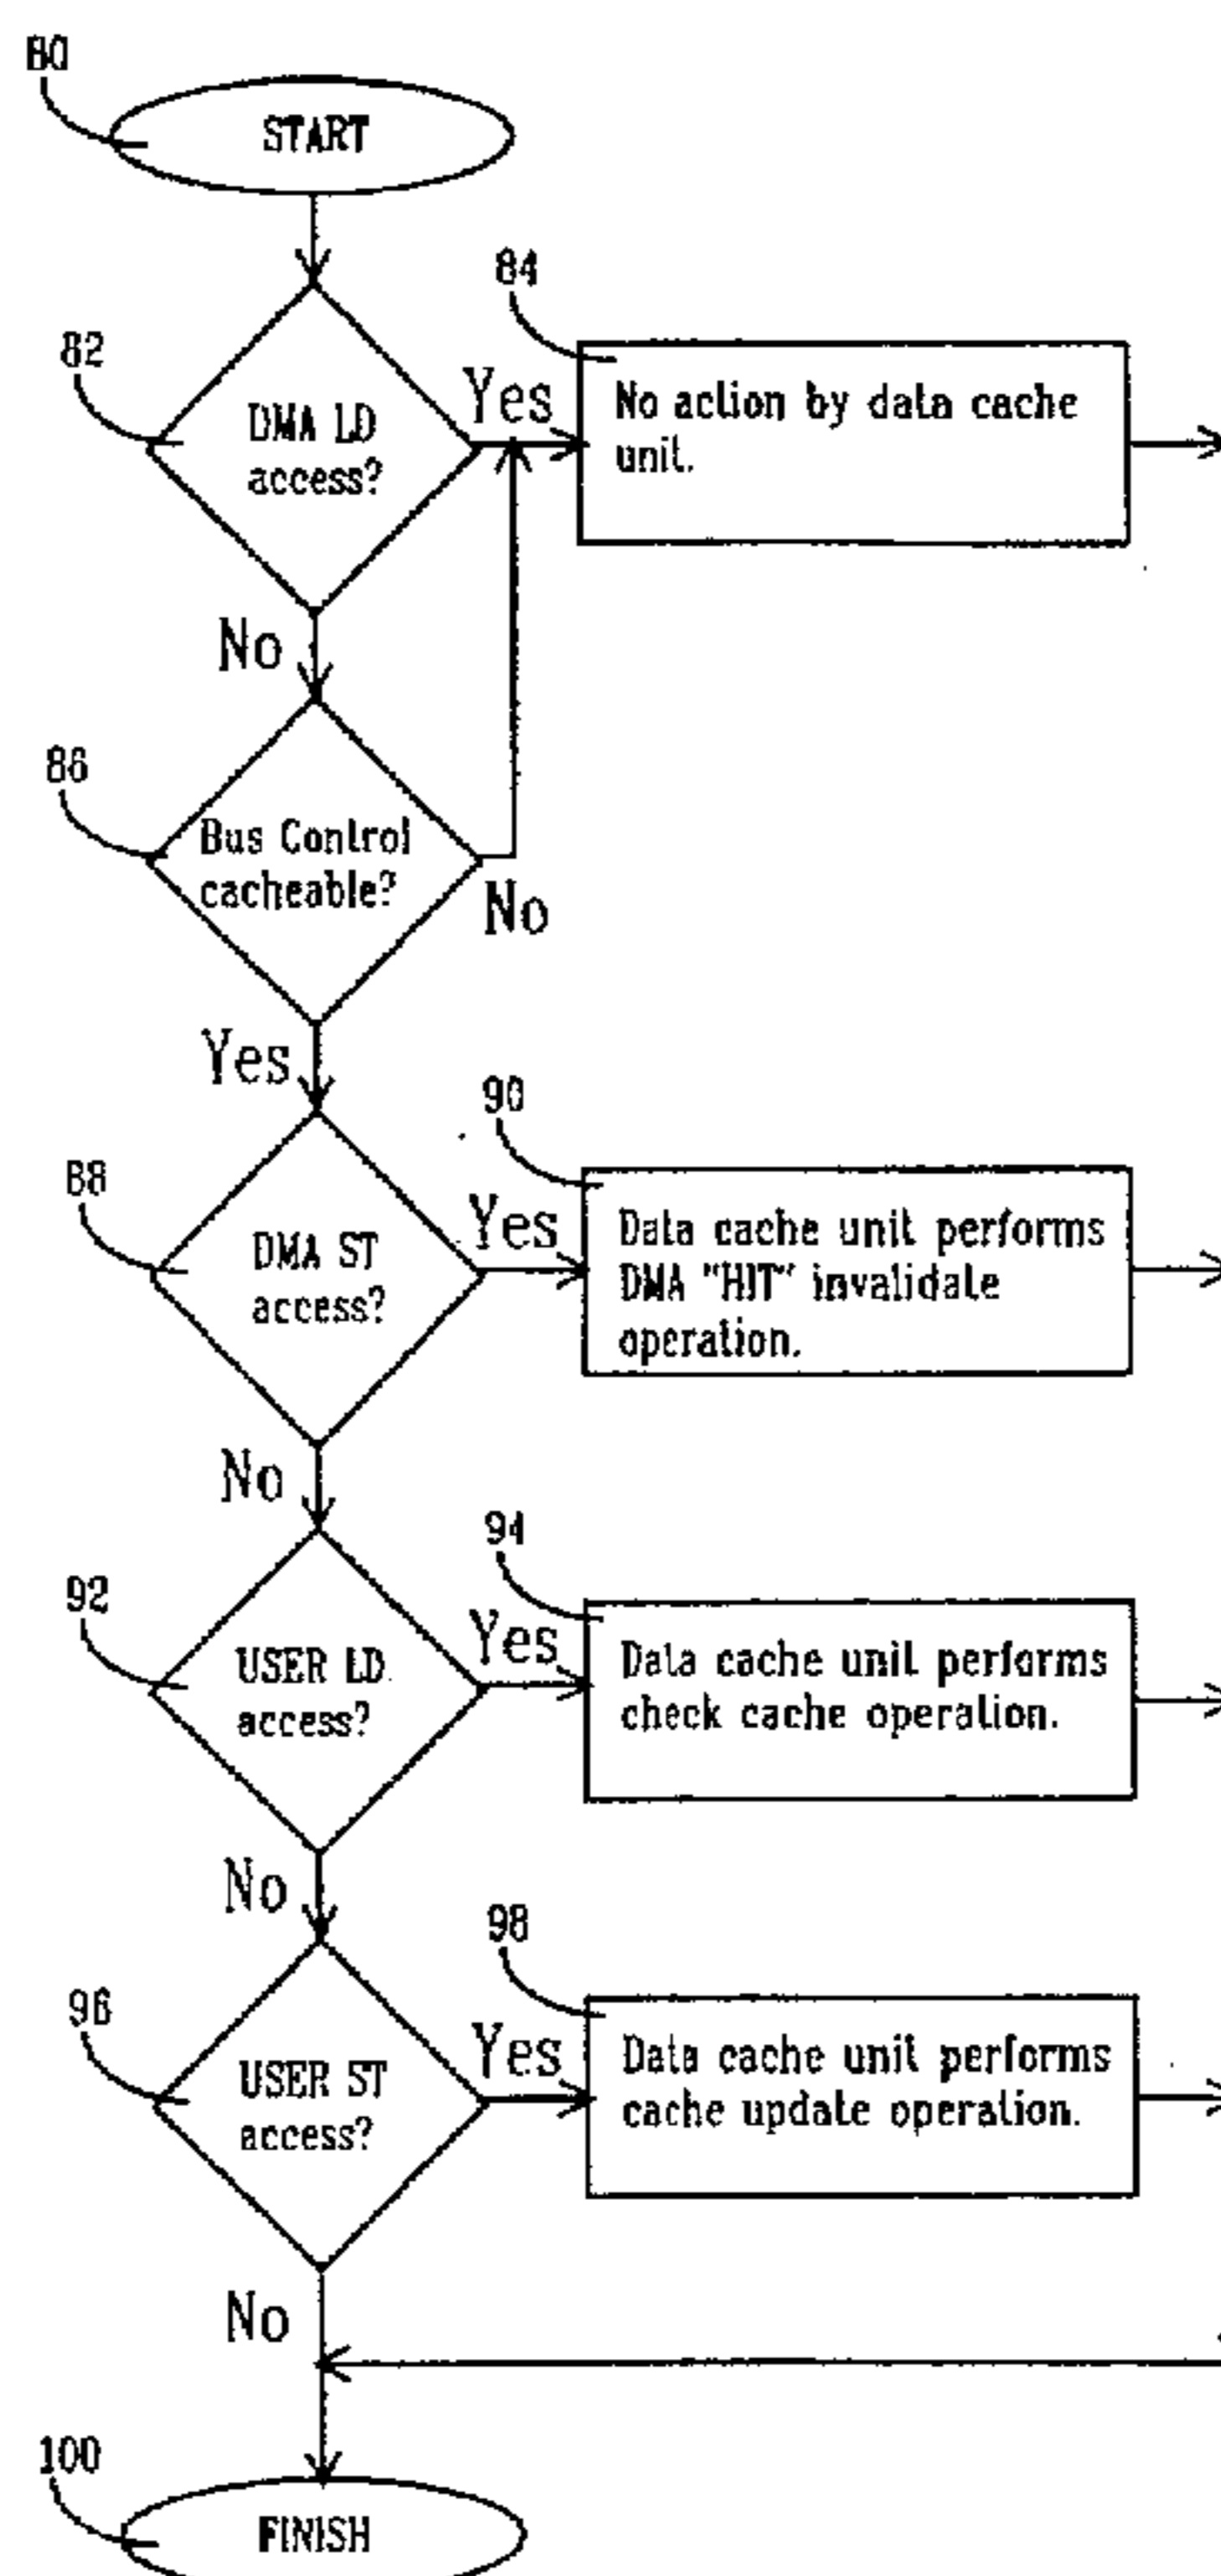 80
START
84
82
DMA LD
access?
Yes
No action by data cache
unit.
No
86
Bus Control
cacheable?
No
Yes
90
88
DMA ST
access?
Yes
Data cache unit performs
DMA "HIT" invalidate
operation.
No
94
92
USER LD
access?
Yes
Data cache unit performs
check cache operation.
No
98
96
USER ST
access?
Yes
Data cache unit performs
cache update operation.
No
100
FINISH